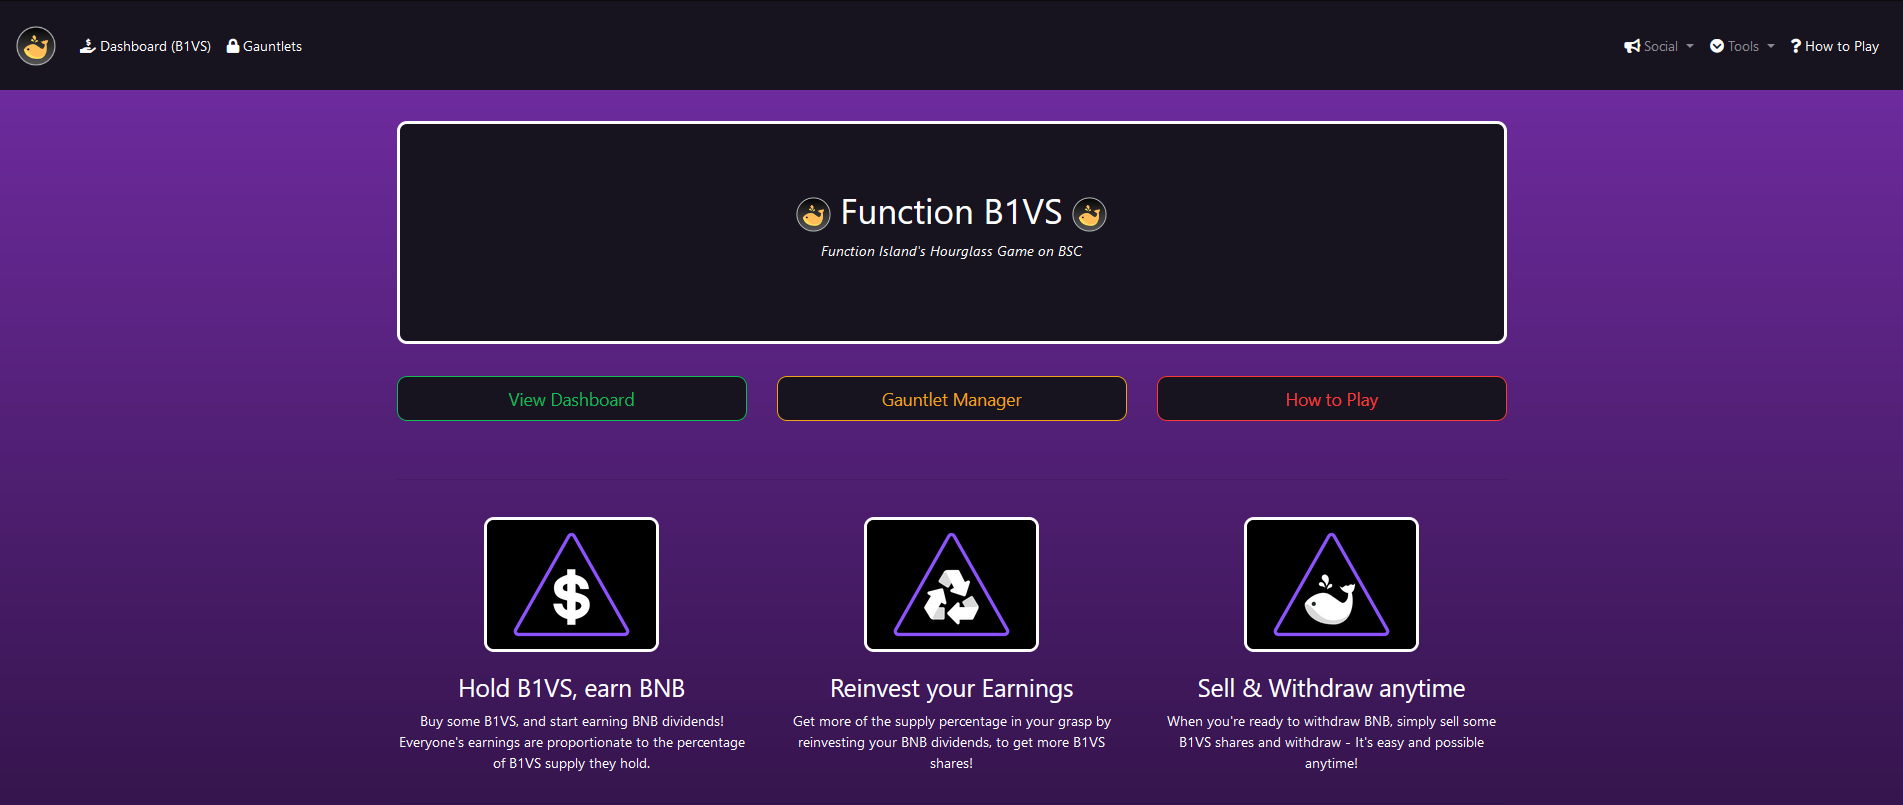 Dashboard (B1VS) Gauntlets Social Tools How to Play
Function B1VS
Function Island's Hourglass Game on BSC
View Dashboard Gauntlet Manager How to Play
Hold B1VS, earn BNB
Buy some B1VS, and start earning BNB dividends!
Everyone's earnings are proportionate to the percentage
of B1VS supply they hold.
Reinvest your Earnings
Get more of the supply percentage in your grasp by
reinvesting your BNB dividends, to get more B1VS
shares!
Sell & Withdraw anytime
When you're ready to withdraw BNB, simply sell some
B1VS shares and withdraw - It's easy and possible
anytime!